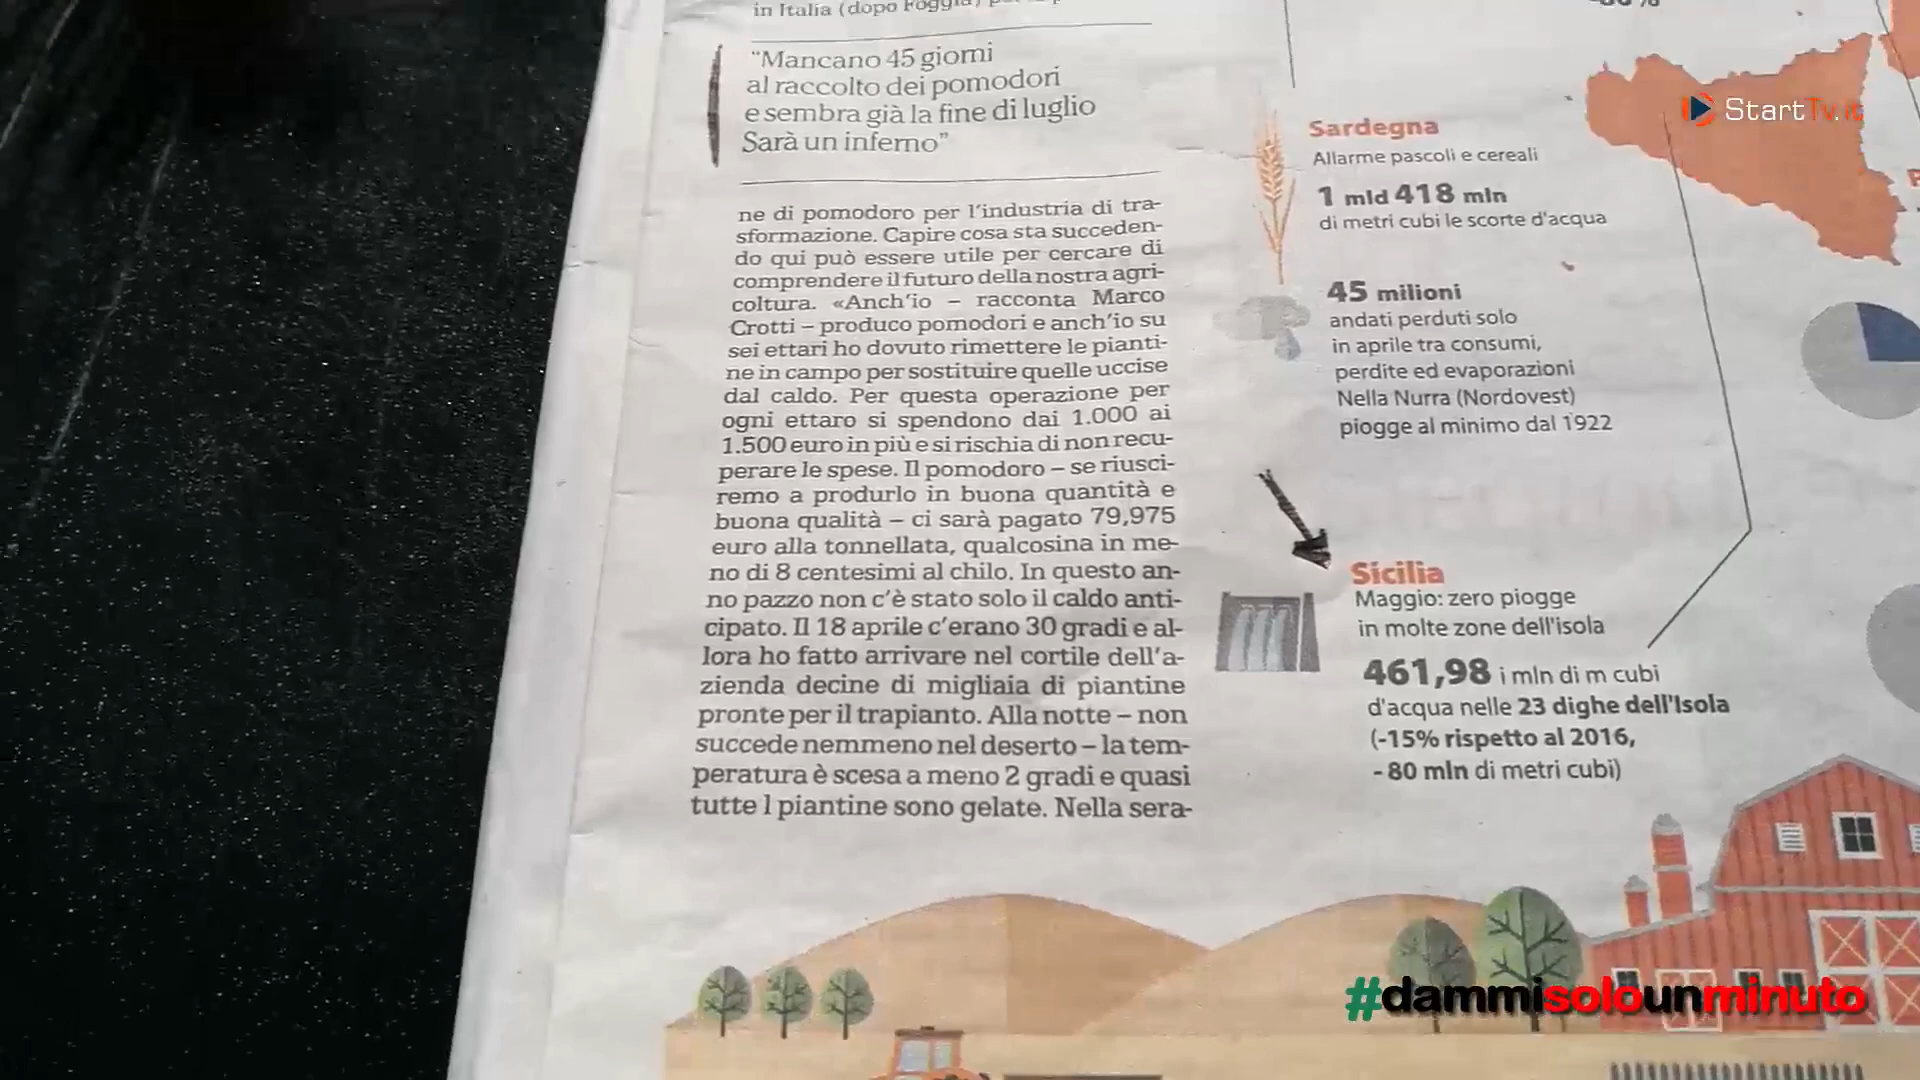 in Italia (dopo Foggia)
“Mancano 45 giorni
al raccolto dei pomodori
e sembra già la fine di luglio
Sarà un inferno”
ne di pomodoro per l'industria di tra-
sformazione. Capire cosa sta succeden-
do qui può essere utile per cercare di
comprendere il futuro della nostra agri-
coltura. «Anch'io – racconta Marco
Crotti – produco pomodori e anch'io su
sei ettari ho dovuto rimettere le pianti-
ne in campo per sostituire quelle uccise
dal caldo. Per questa operazione per
ogni ettaro si spendono dai 1.000 ai
1.500 euro in più e si rischia di non recu-
perare le spese. Il pomodoro – se riusci-
remo a produrlo in buona quantità e
buona qualità – ci sarà pagato 79,975
euro alla tonnellata, qualcosina in me-
no di 8 centesimi al chilo. In questo an-
no pazzo non c'è stato solo il caldo anti-
cipato. Il 18 aprile c'erano 30 gradi e al-
lora ho fatto arrivare nel cortile dell'a-
zienda decine di migliaia di piantine
pronte per il trapianto. Alla notte – non
succede nemmeno nel deserto – la tem-
peratura è scesa a meno 2 gradi e quasi
tutte l piantine sono gelate. Nella sera-
Sardegna
Allarme pascoli e cereali
1 mld 418 mln
di metri cubi le scorte d'acqua
45 milioni
andati perduti solo
in aprile tra consumi,
perdite ed evaporazioni
Nella Nurra (Nordovest)
piogge al minimo dal 1922
Sicilia
Maggio: zero piogge
in molte zone dell'isola
461,98 i mln di m cubi
d'acqua nelle 23 dighe dell'Isola
(-15% rispetto al 2016,
- 80 mln di metri cubi)
StartTv.it
#dammisolounminuto